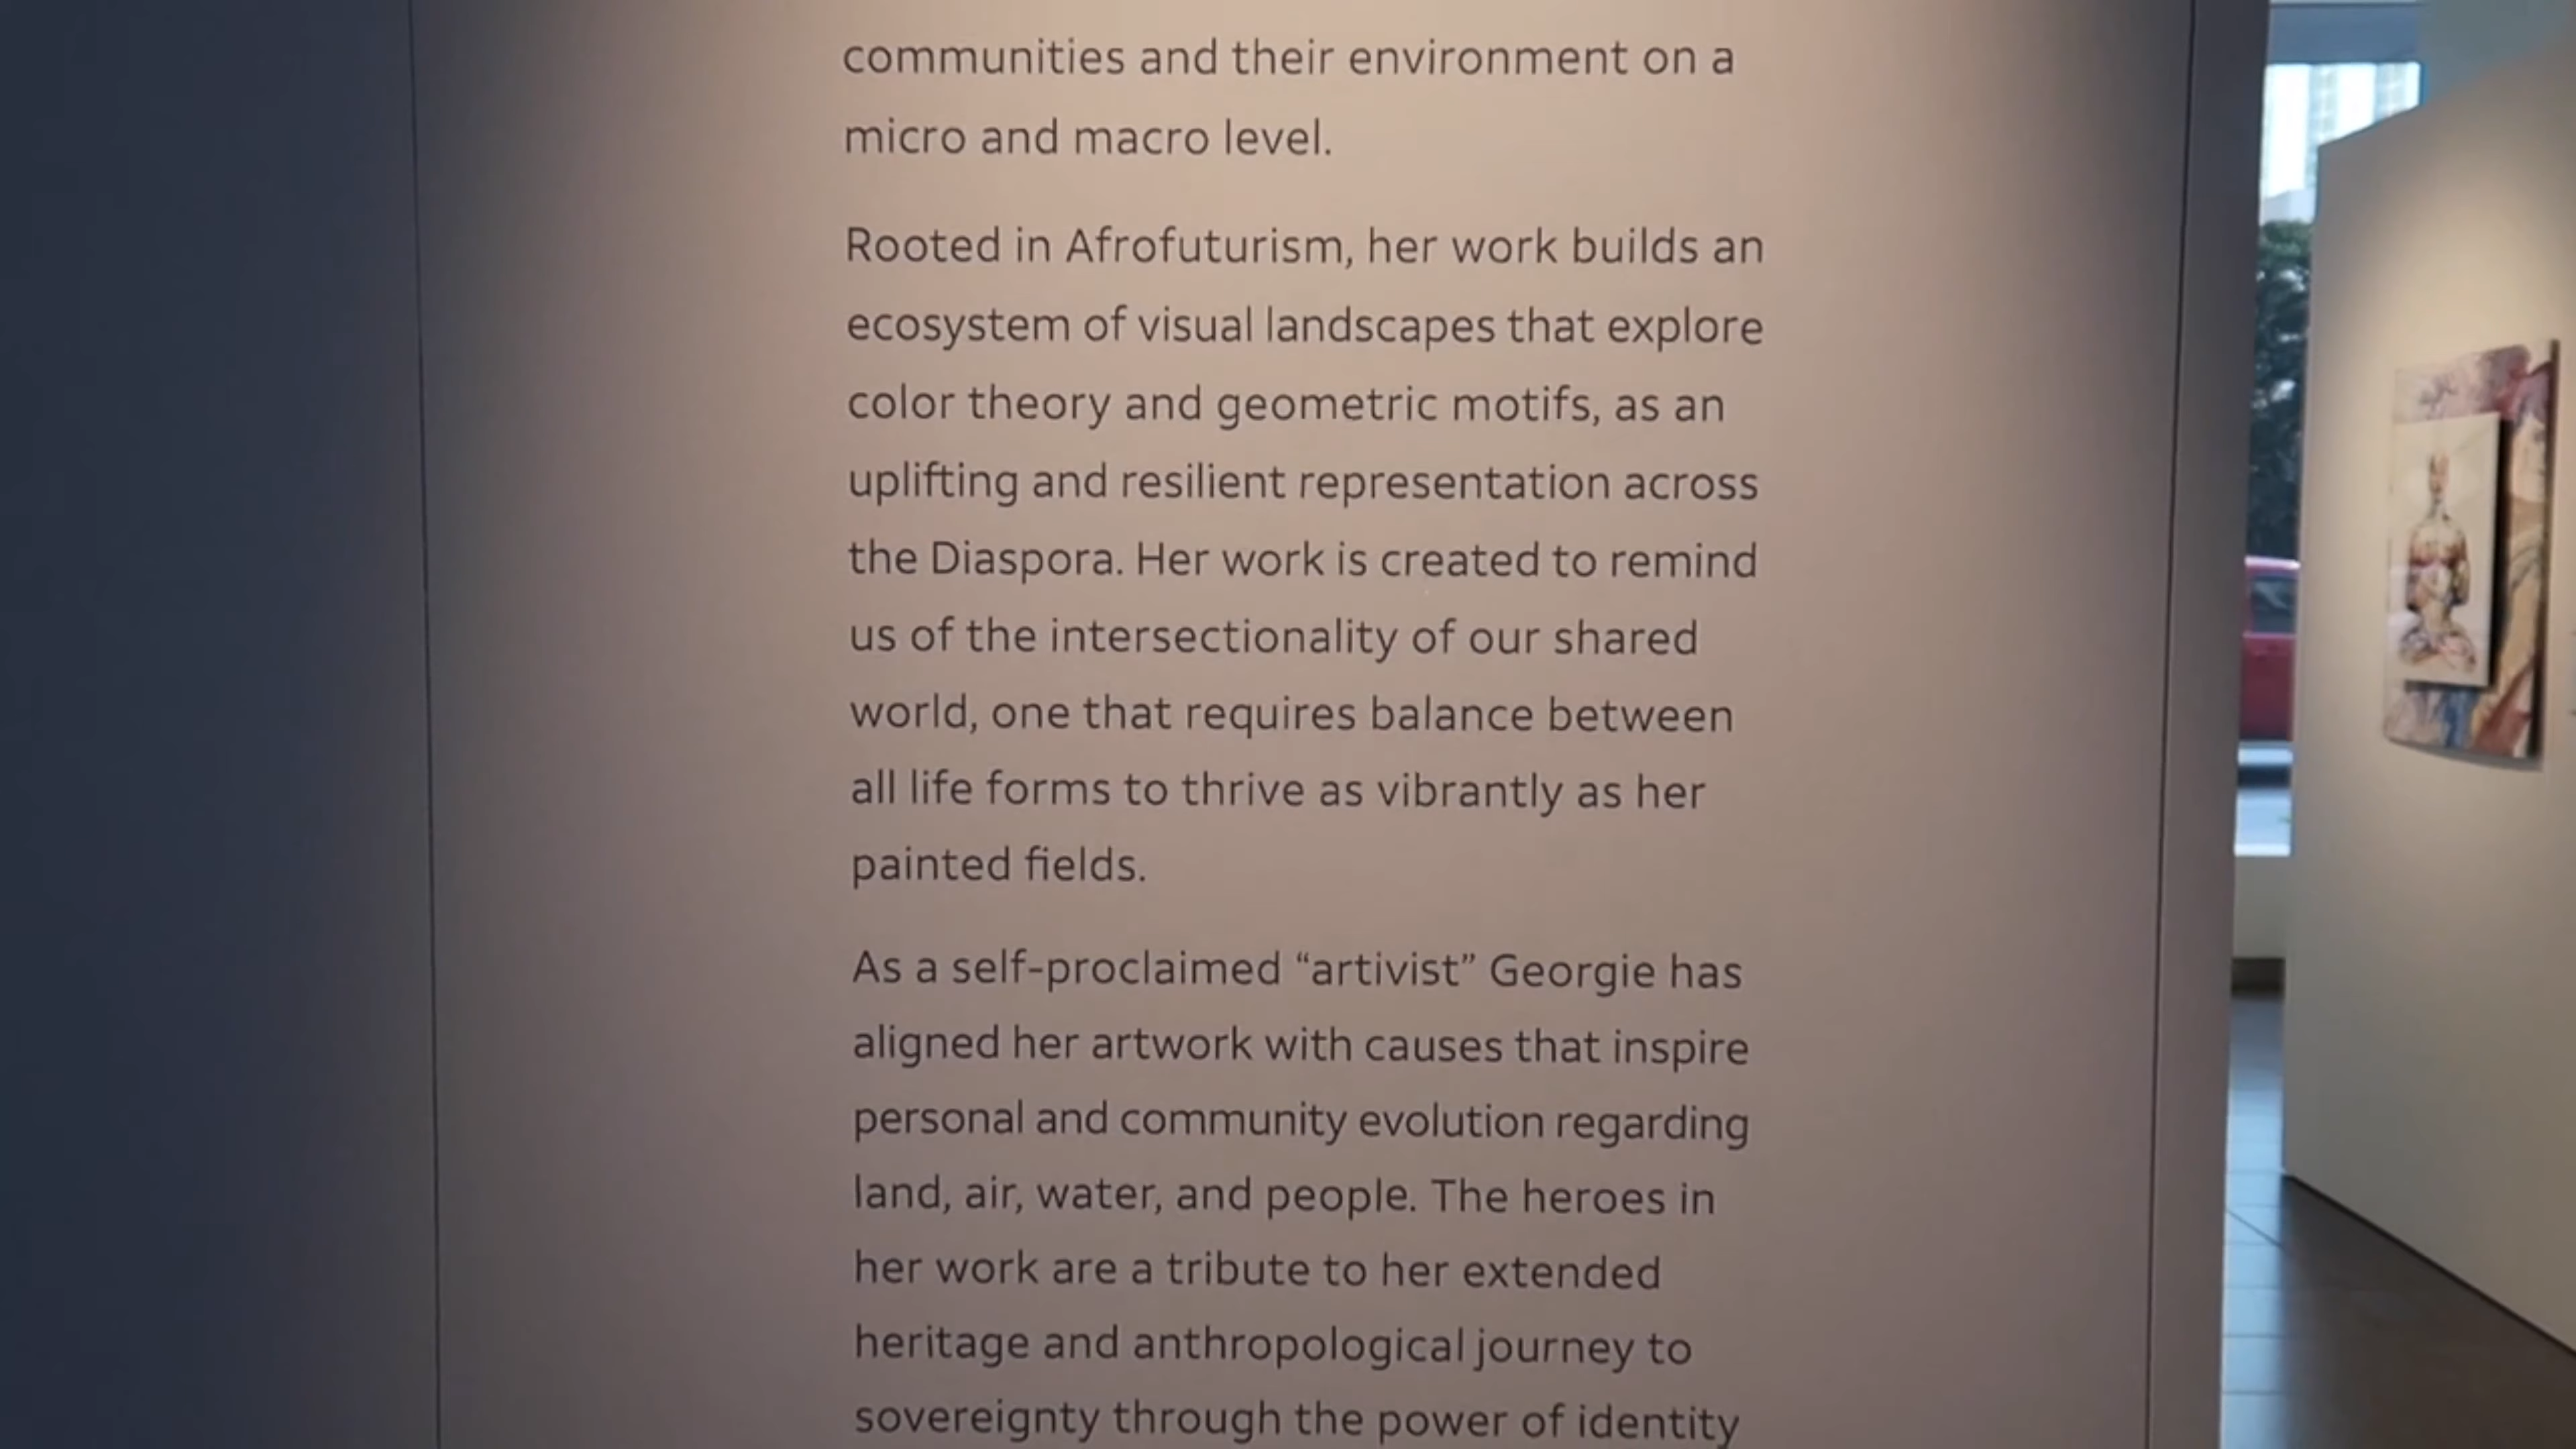 communities and their environment on a
micro and macro level.
Rooted in Afrofuturism, her work builds an
ecosystem of visual landscapes that explore
color theory and geometric motifs, as an
uplifting and resilient representation across
the Diaspora. Her work is created to remind
us of the intersectionality of our shared
world, one that requires balance between
all life forms to thrive as vibrantly as her
painted fields.
As a self-proclaimed “artivist” Georgie has
aligned her artwork with causes that inspire
personal and community evolution regarding
land, air, water, and people. The heroes in
her work are a tribute to her extended
heritage and anthropological journey to
sovereignty through the power of identity